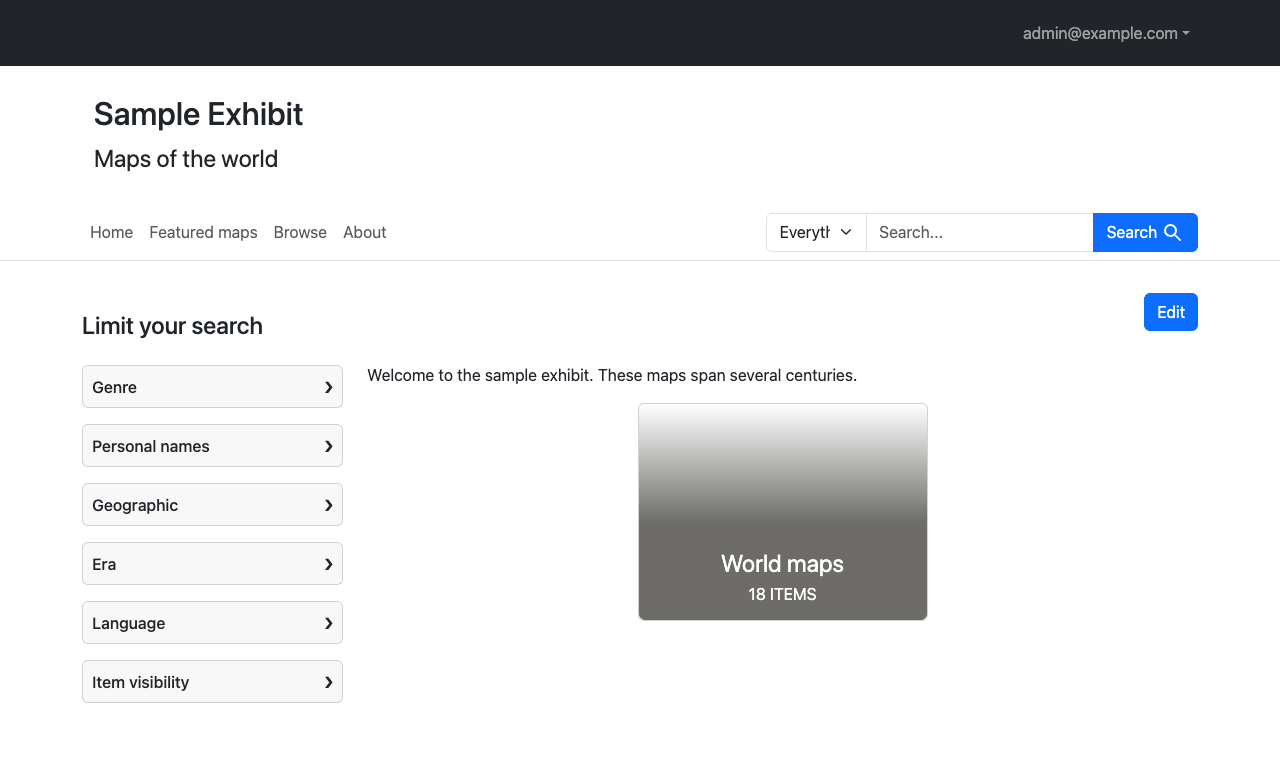 admin@example.com
Sample Exhibit
Maps of the world
Home Featured maps Browse About
Everyth Search... Search
Edit
Limit your search
Genre
Personal names
Geographic
Era
Language
Item visibility
Welcome to the sample exhibit. These maps span several centuries.
World maps
18 ITEMS